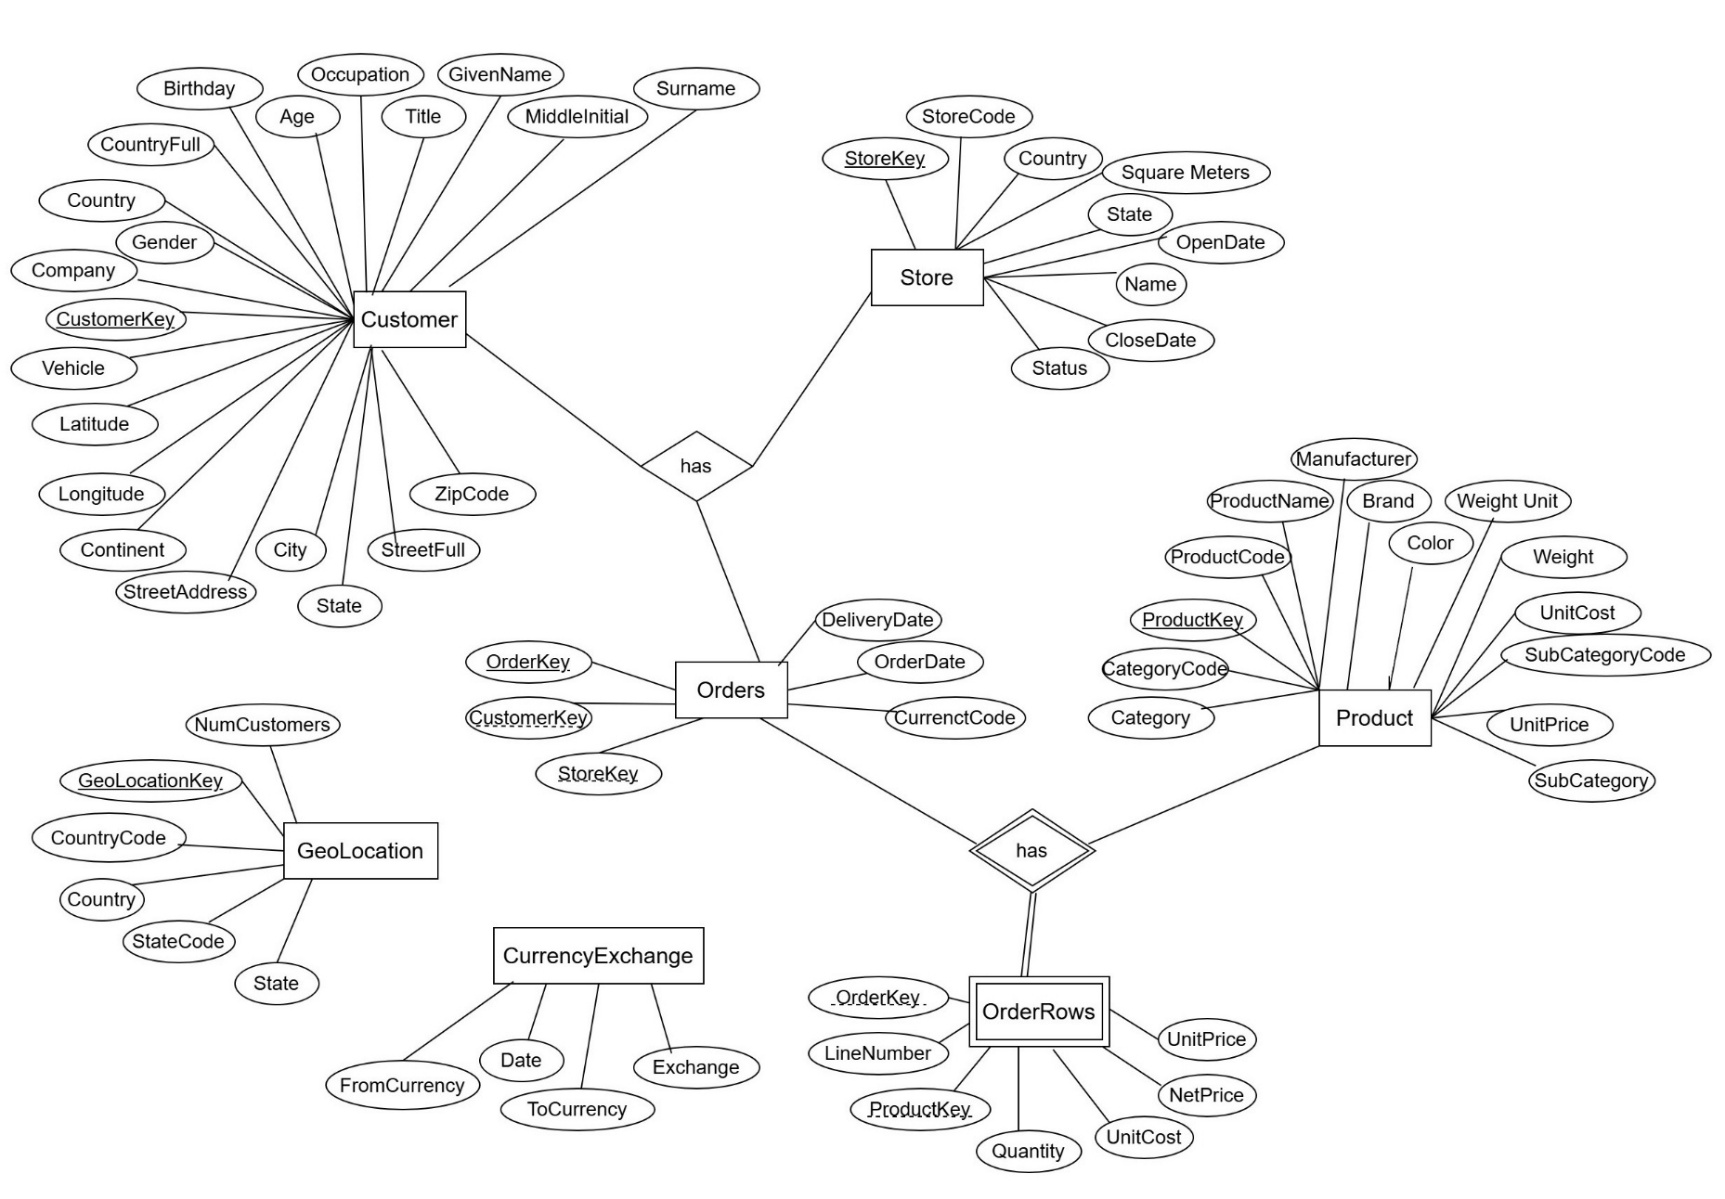 Occupation
GivenName
Birthday
Surname
Age
Title
MiddleInitial
CountryFull
Country
Gender
Company
CustomerKey
Customer
Vehicle
Latitude
Longitude
ZipCode
Continent
City
StreetFull
StreetAddress
State
StoreCode
StoreKey
Country
Square Meters
State
OpenDate
Store
Name
CloseDate
Status
has
Manufacturer
ProductName
Brand
Weight Unit
Color
ProductCode
Weight
ProductKey
UnitCost
SubCategoryCode
CategoryCode
Category
Product
UnitPrice
SubCategory
DeliveryDate
OrderKey
OrderDate
Orders
CustomerKey
CurrenctCode
StoreKey
NumCustomers
GeoLocationKey
CountryCode
GeoLocation
Country
StateCode
State
has
CurrencyExchange
FromCurrency
Date
ToCurrency
Exchange
OrderKey
OrderRows
LineNumber
UnitPrice
ProductKey
NetPrice
Quantity
UnitCost